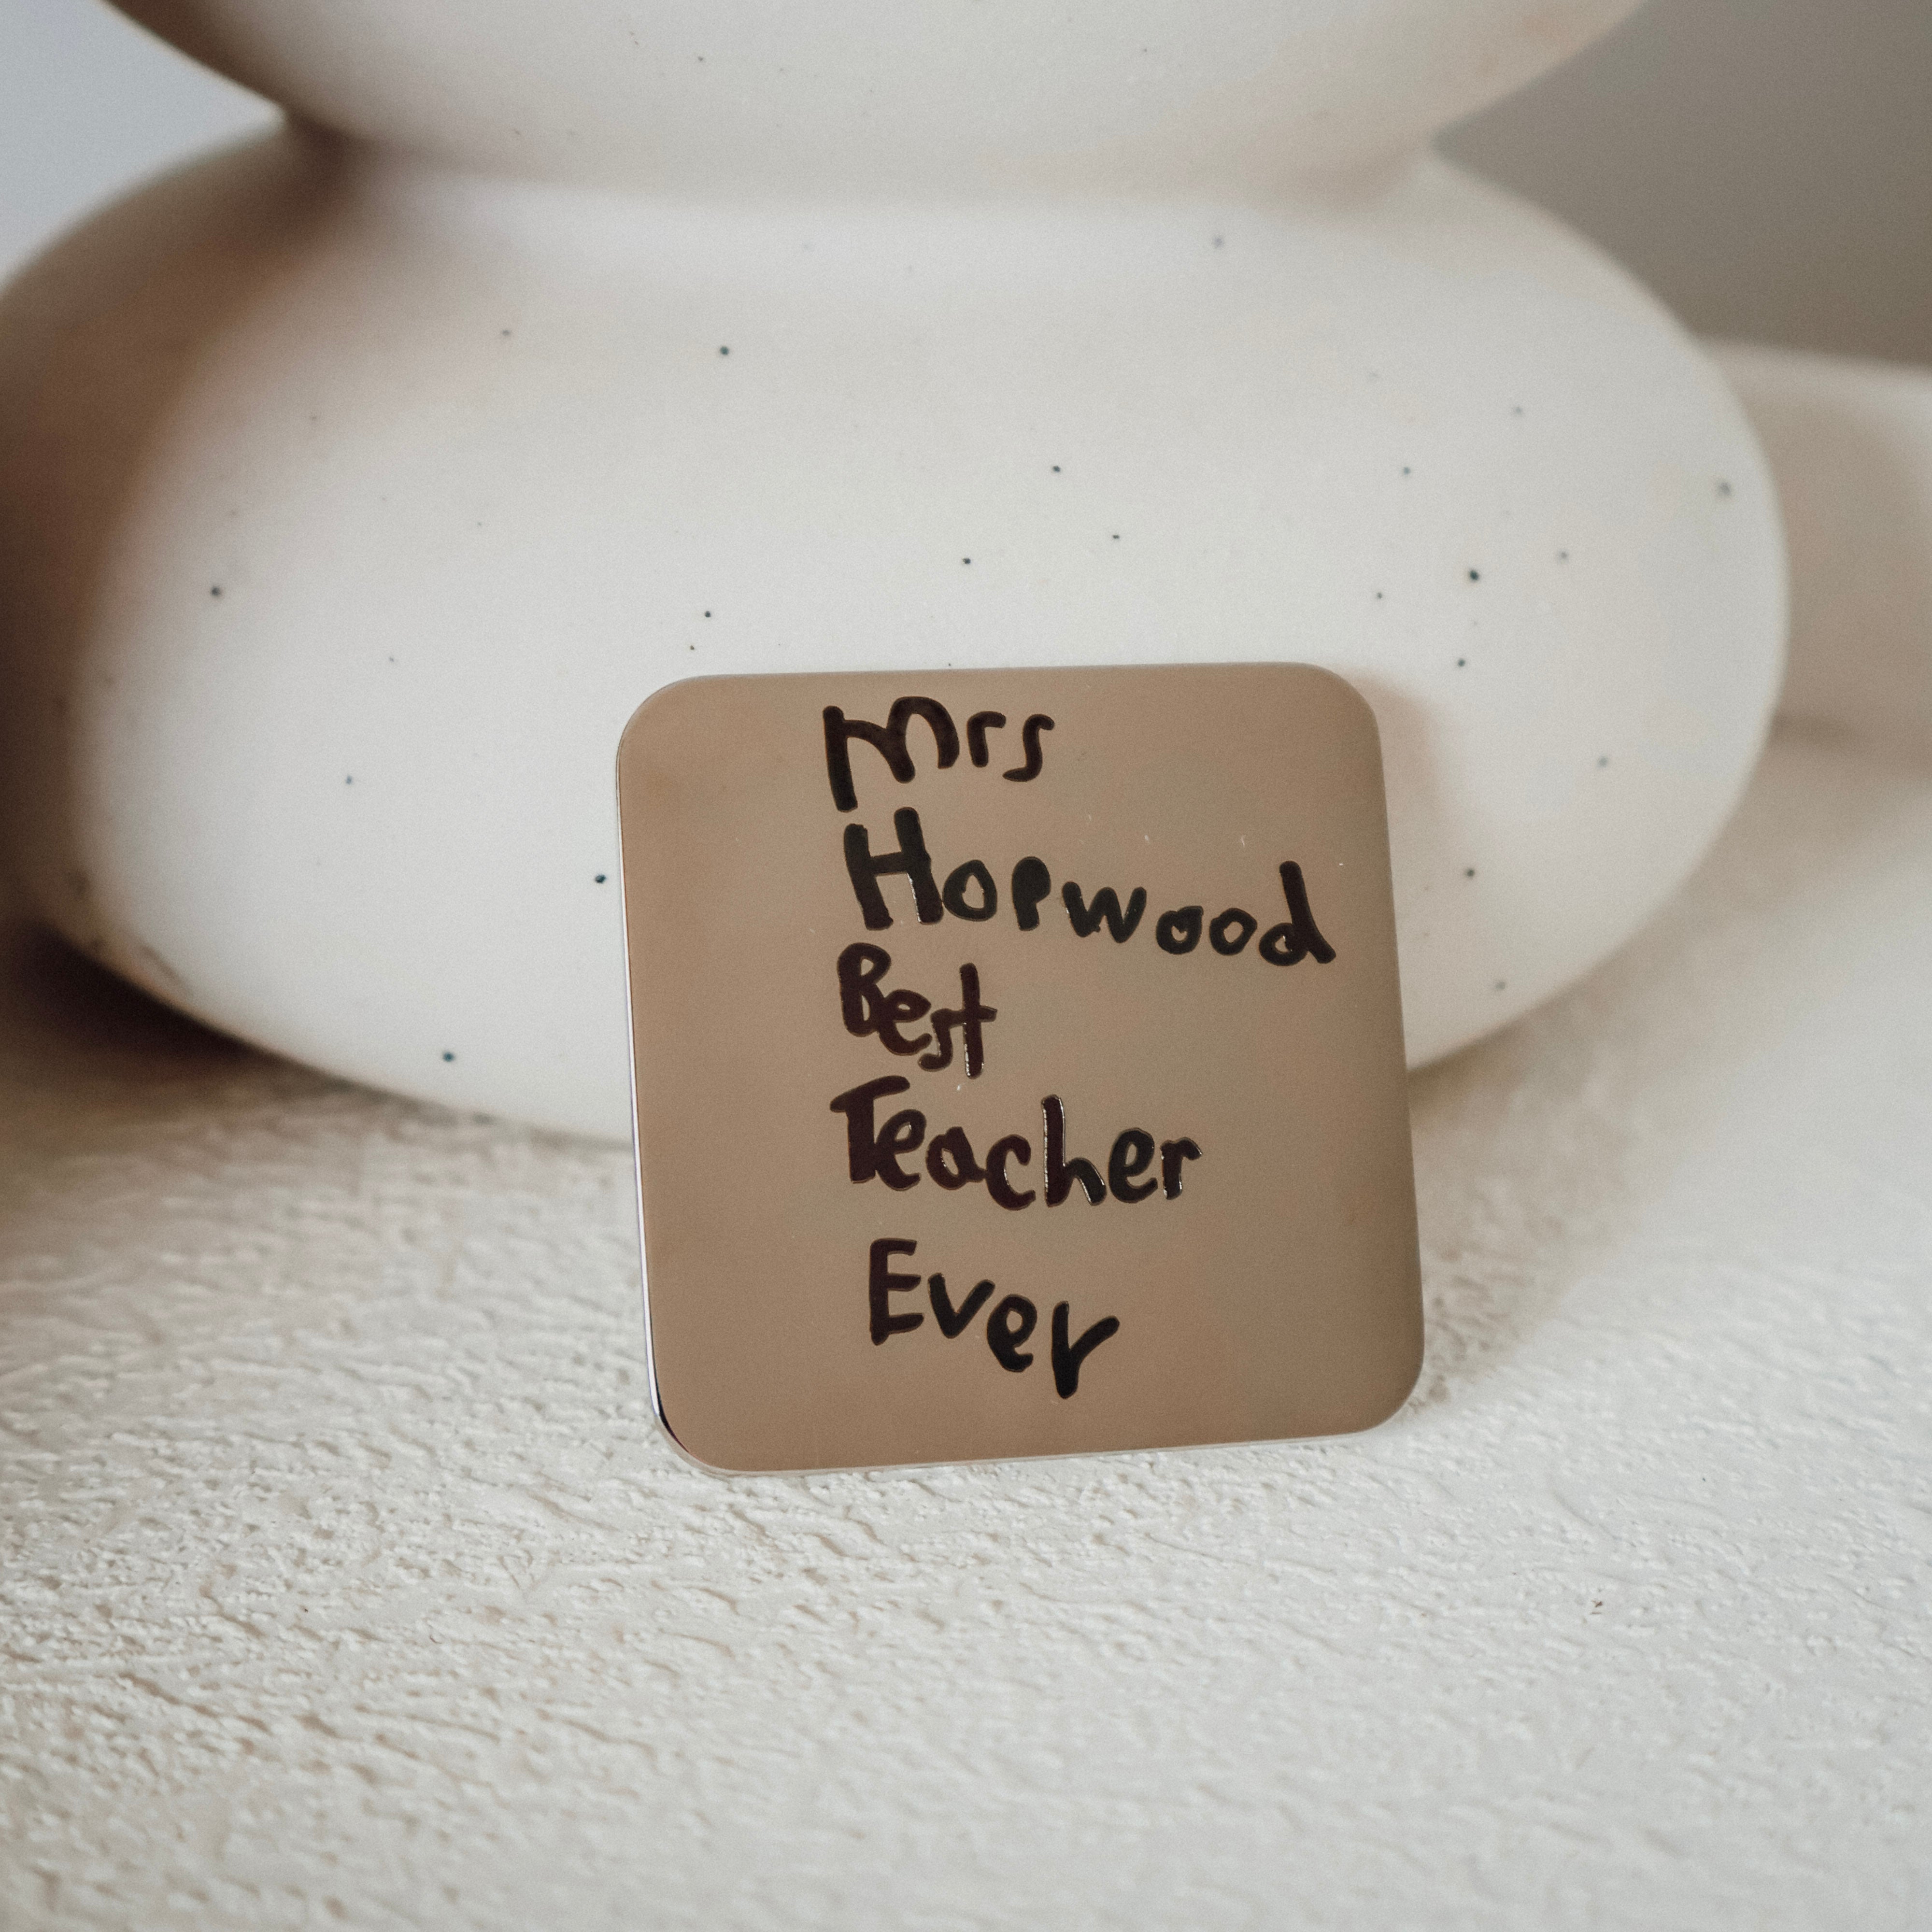 Mrs
Hopwood
Best
Teacher
Ever